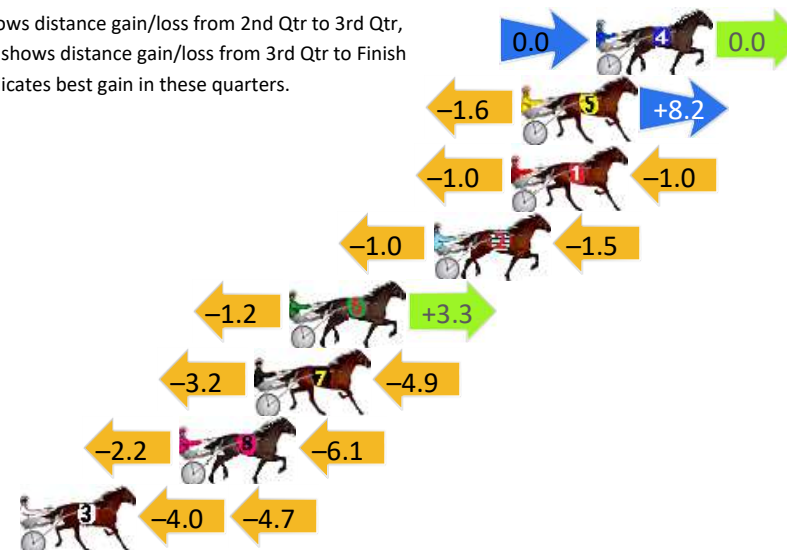 ows distance gain/loss from 2nd Qtr to 3rd Qtr,
shows distance gain/loss from 3rd Qtr to Finish
dicates best gain in these quarters.
0.0 4 0.0
–1.6 5 +8.2
–1.0 1 –1.0
–1.0 2 –1.5
–1.2 6 +3.3
–3.2 7 –4.9
–2.2 8 –6.1
3 –4.0 –4.7